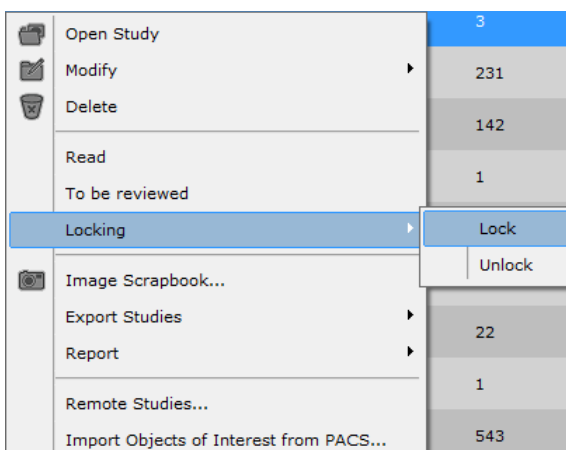 Open Study
Modify
Delete
Read
To be reviewed
Locking
Image Scrapbook...
Export Studies
Report
Remote Studies...
Import Objects of Interest from PACS...
Lock
Unlock
3
231
142
1
22
1
543